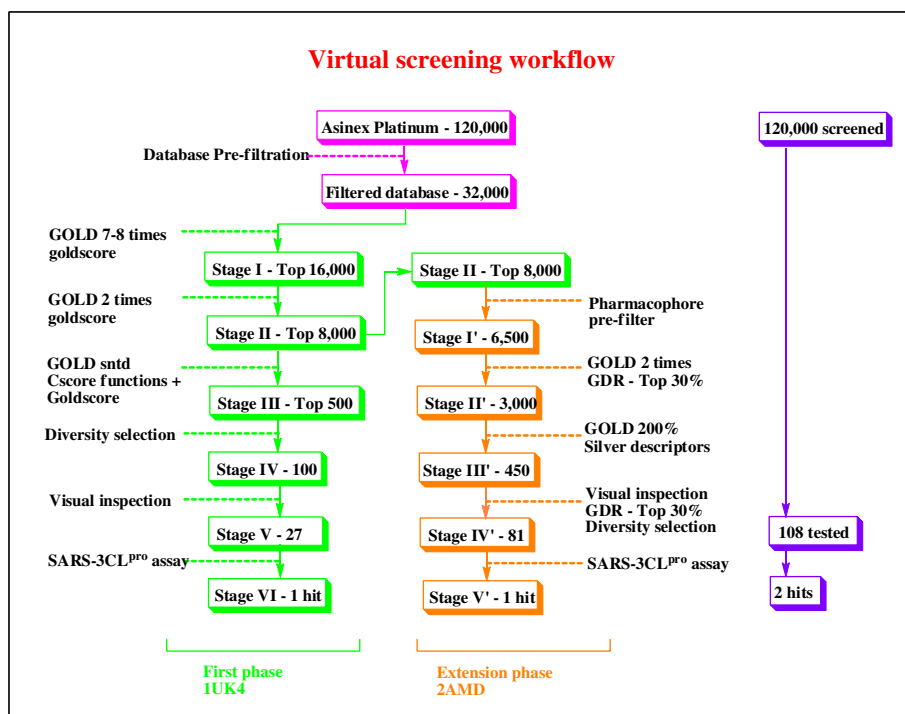 Virtual screening workflow
Asinex Platinum - 120,000
120,000 screened
Database Pre-filtration
Filtered database - 32,000
GOLD 7-8 times
goldscore
Stage I - Top 16,000
GOLD 2 times
goldscore
Stage II - Top 8,000
GOLD sntd
Cscore functions +
Goldscore
Stage III - Top 500
Diversity selection
Stage IV - 100
Visual inspection
Stage V - 27
SARS-3CLpro assay
Stage VI - 1 hit
First phase
1UK4
Stage II - Top 8,000
Pharmacophore
pre-filter
Stage I' - 6,500
GOLD 2 times
GDR - Top 30%
Stage II' - 3,000
GOLD 200%
Silver descriptors
Stage III' - 450
Visual inspection
GDR - Top 30%
Diversity selection
Stage IV' - 81
SARS-3CLpro assay
Stage V' - 1 hit
Extension phase
2AMD
108 tested
2 hits